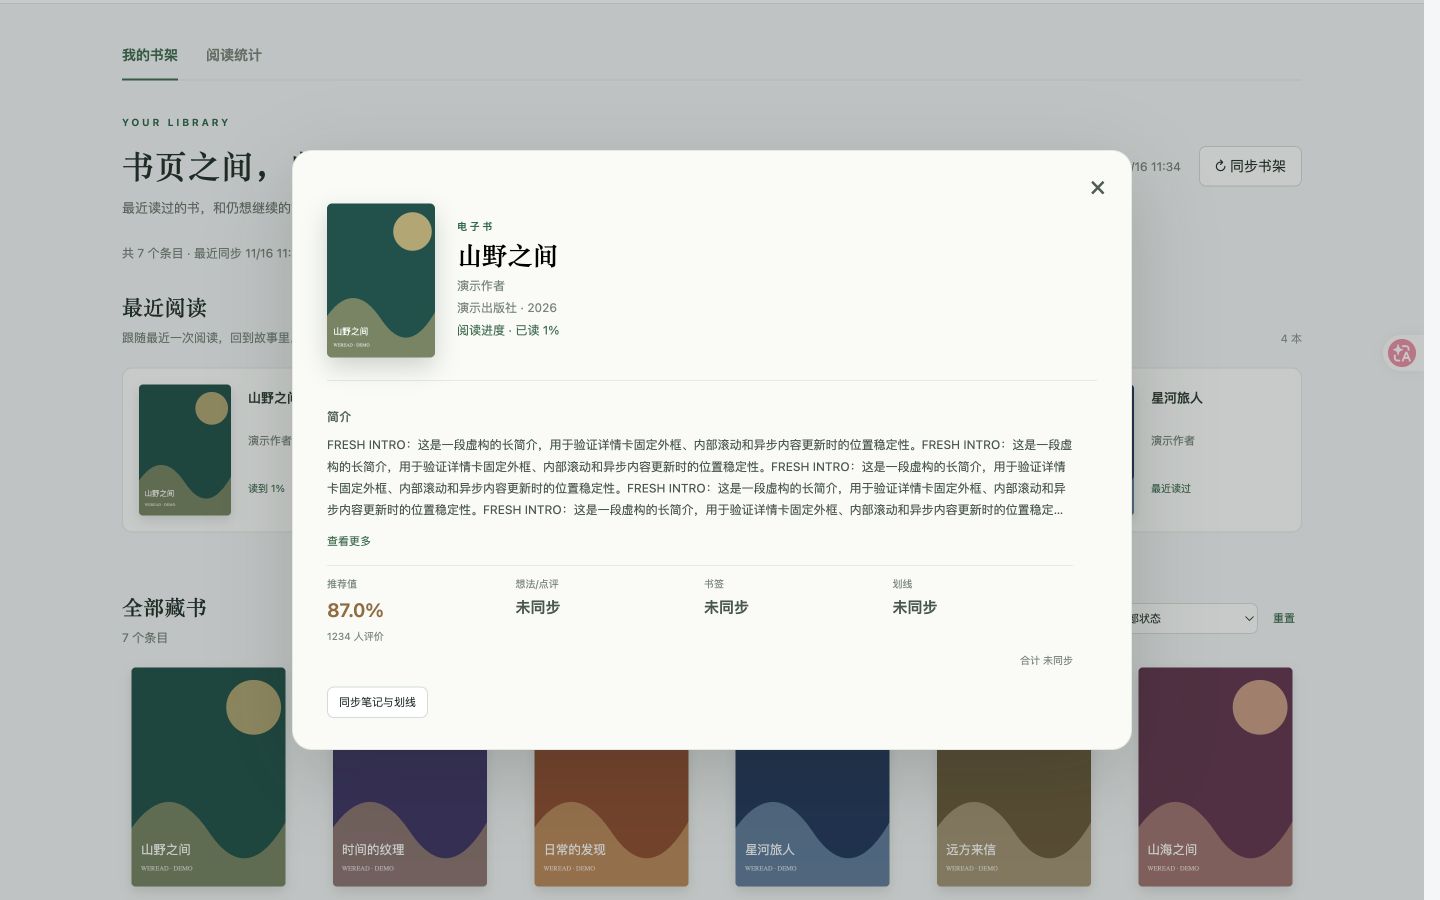 我的书架 阅读统计
YOUR LIBRARY
书页之间，
/16 11:34 同步书架
最近读过的书，和仍想继续的
共 7 个条目 · 最近同步 11/16 11:
最近阅读
跟随最近一次阅读，回到故事里
4 本
山野之间
演示作者
读到 1%
山野之间
WEREAD · DEMO
星河旅人
演示作者
最近读过
电子书
山野之间
演示作者
演示出版社 · 2026
阅读进度 · 已读 1%
山野之间
WEREAD · DEMO
简介
FRESH INTRO：这是一段虚构的长简介，用于验证详情卡固定外框、内部滚动和异步内容更新时的位置稳定性。FRESH INTRO：这是一段虚
构的长简介，用于验证详情卡固定外框、内部滚动和异步内容更新时的位置稳定性。FRESH INTRO：这是一段虚构的长简介，用于验证详情
卡固定外框、内部滚动和异步内容更新时的位置稳定性。FRESH INTRO：这是一段虚构的长简介，用于验证详情卡固定外框、内部滚动和异
步内容更新时的位置稳定性。FRESH INTRO：这是一段虚构的长简介，用于验证详情卡固定外框、内部滚动和异步内容更新时的位置稳定...
查看更多
推荐值 想法/点评 书签 划线
87.0% 未同步 未同步 未同步
1234 人评价
合计 未同步
同步笔记与划线
全部藏书
7 个条目
部状态 重置
山野之间 时间的纹理 日常的发现 星河旅人 远方来信 山海之间
WEREAD · DEMO WEREAD · DEMO WEREAD · DEMO WEREAD · DEMO WEREAD · DEMO WEREAD · DEMO